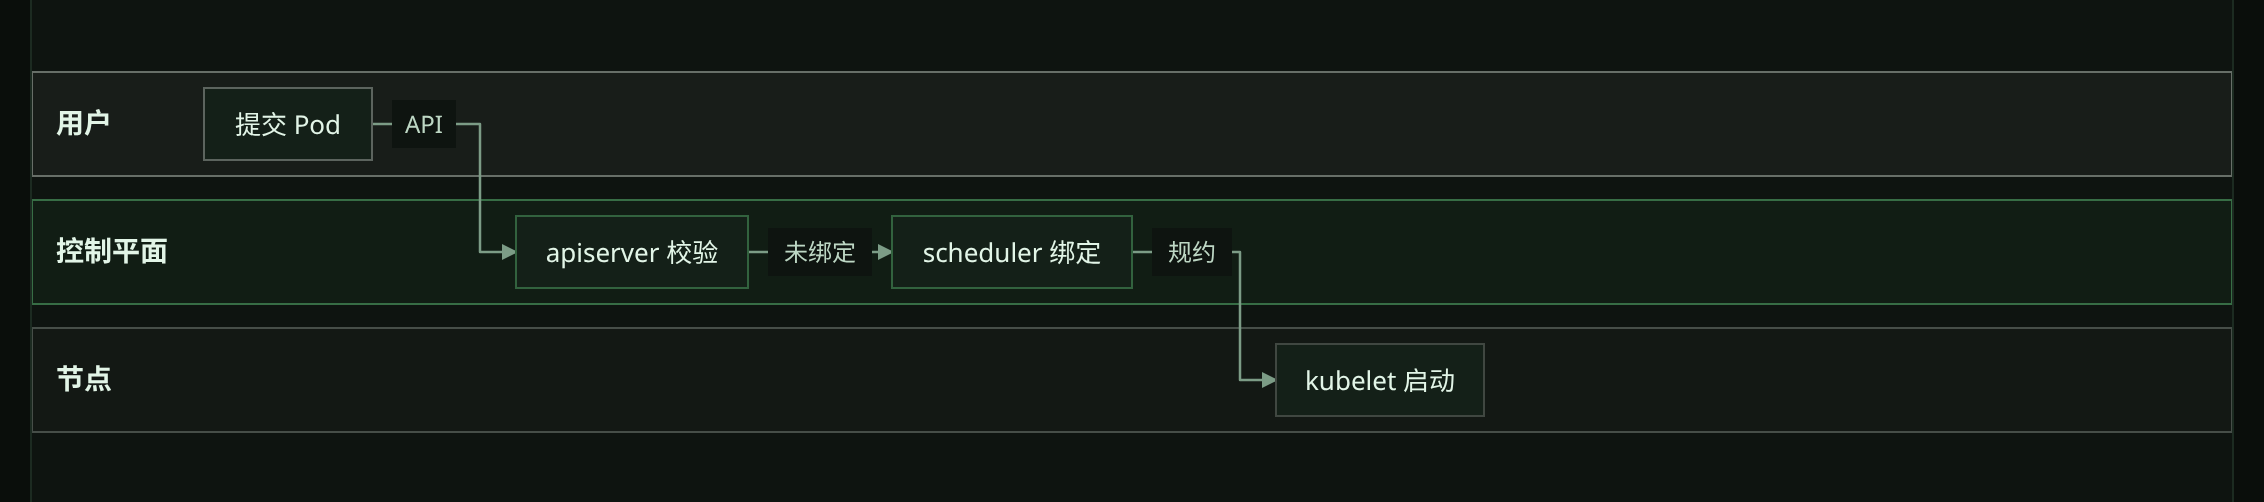 用户
提交 Pod
API
控制平面
apiserver 校验
未绑定
scheduler 绑定
规约
节点
kubelet 启动